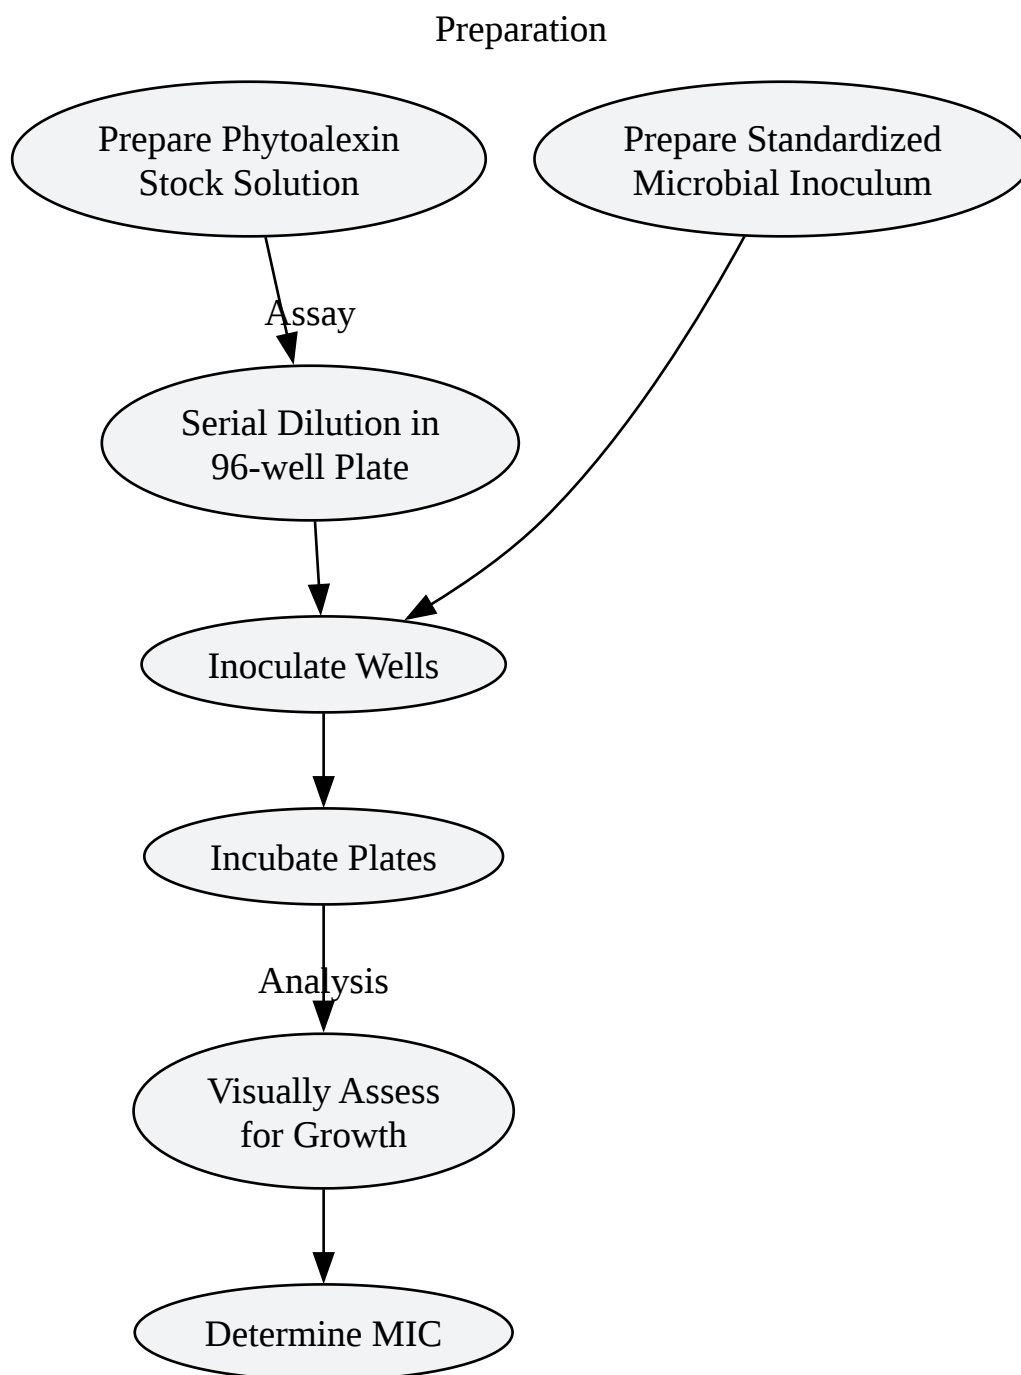 Preparation
Prepare Phytoalexin
Stock Solution
Prepare Standardized
Microbial Inoculum
Assay
Serial Dilution in
96-well Plate
Inoculate Wells
Incubate Plates
Analysis
Visually Assess
for Growth
Determine MIC